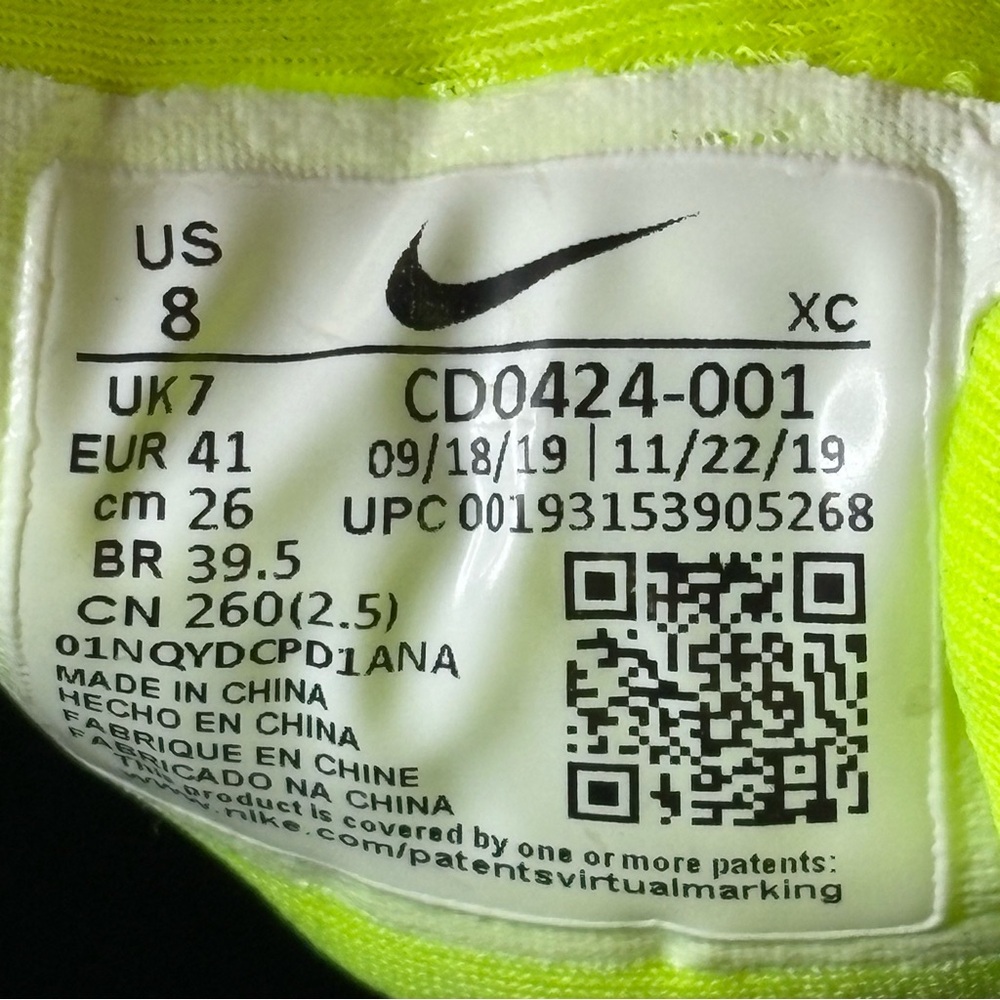 US
8
XC
UK 7
CD0424-001
EUR 41
09/18/19 | 11/22/19
cm 26
UPC 00193153905268
BR 39.5
CN 260(2.5)
01NQYDCPD1ANA
MADE IN CHINA
HECHO EN CHINA
FABRIQUE EN CHINE
FABRICADO NA CHINA
This product is covered by one or more patents:
www.nike.com/patentsvirtualmarking